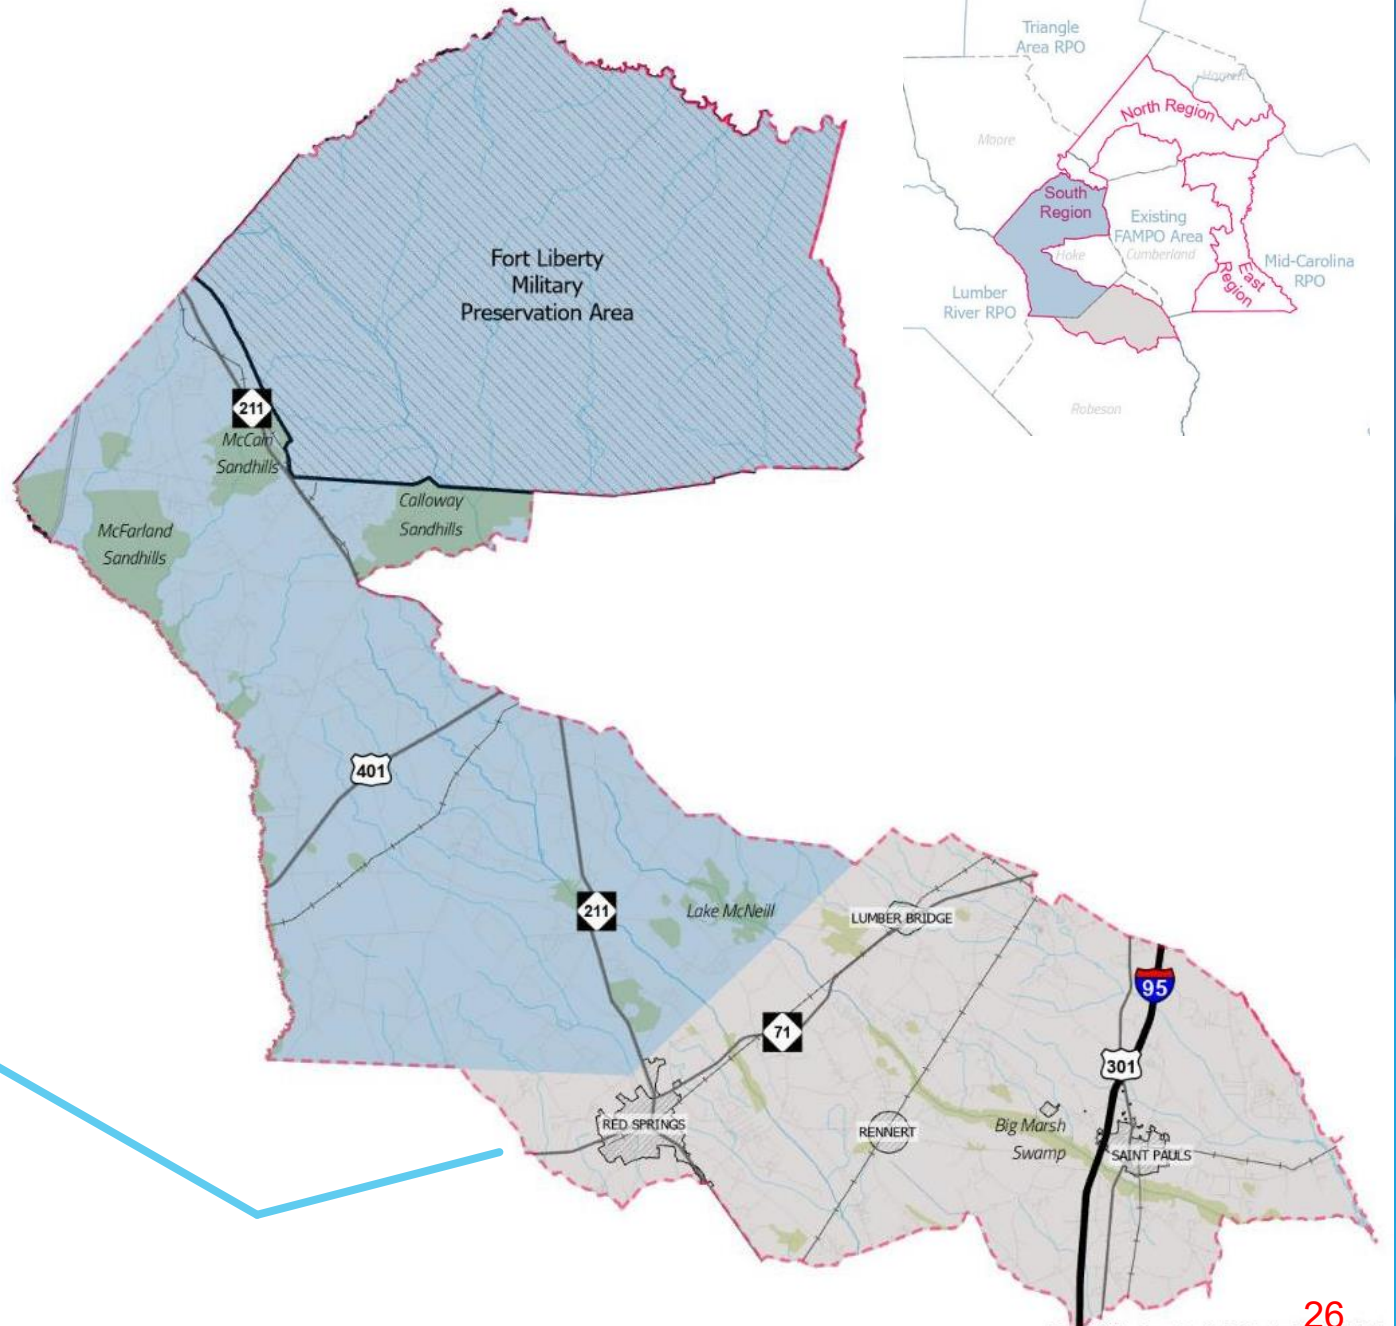 Triangle
Area RPO
Harnett
North Region
Moore
South
Region
Existing
FAMPO Area
Hoke
Cumberland
East
Region
Mid-Carolina
RPO
Lumber
River RPO
Robeson
Fort Liberty
Military
Preservation Area
211
McCain
Sandhills
Calloway
Sandhills
McFarland
Sandhills
401
211
Lake McNeill
LUMBER BRIDGE
95
71
301
RED SPRINGS
RENNERT
Big Marsh
Swamp
SAINT PAULS
26